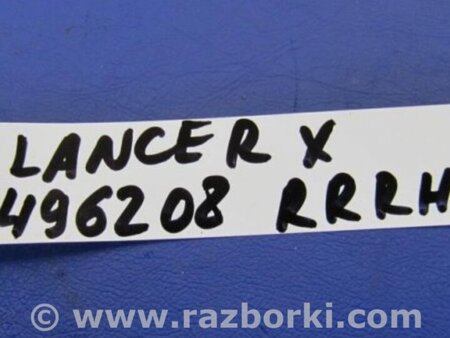 LANCER X
496208 RRRH
© www.razborki.com